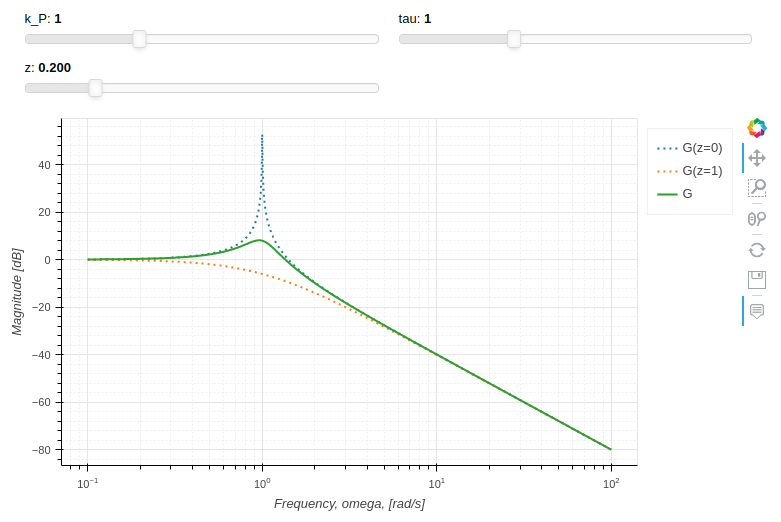 k_P: 1
tau: 1
z: 0.200
40
20
0
−20
−40
−60
−80
Magnitude [dB]
10⁻¹
10⁰
10¹
10²
Frequency, omega, [rad/s]
G(z=0)
G(z=1)
G